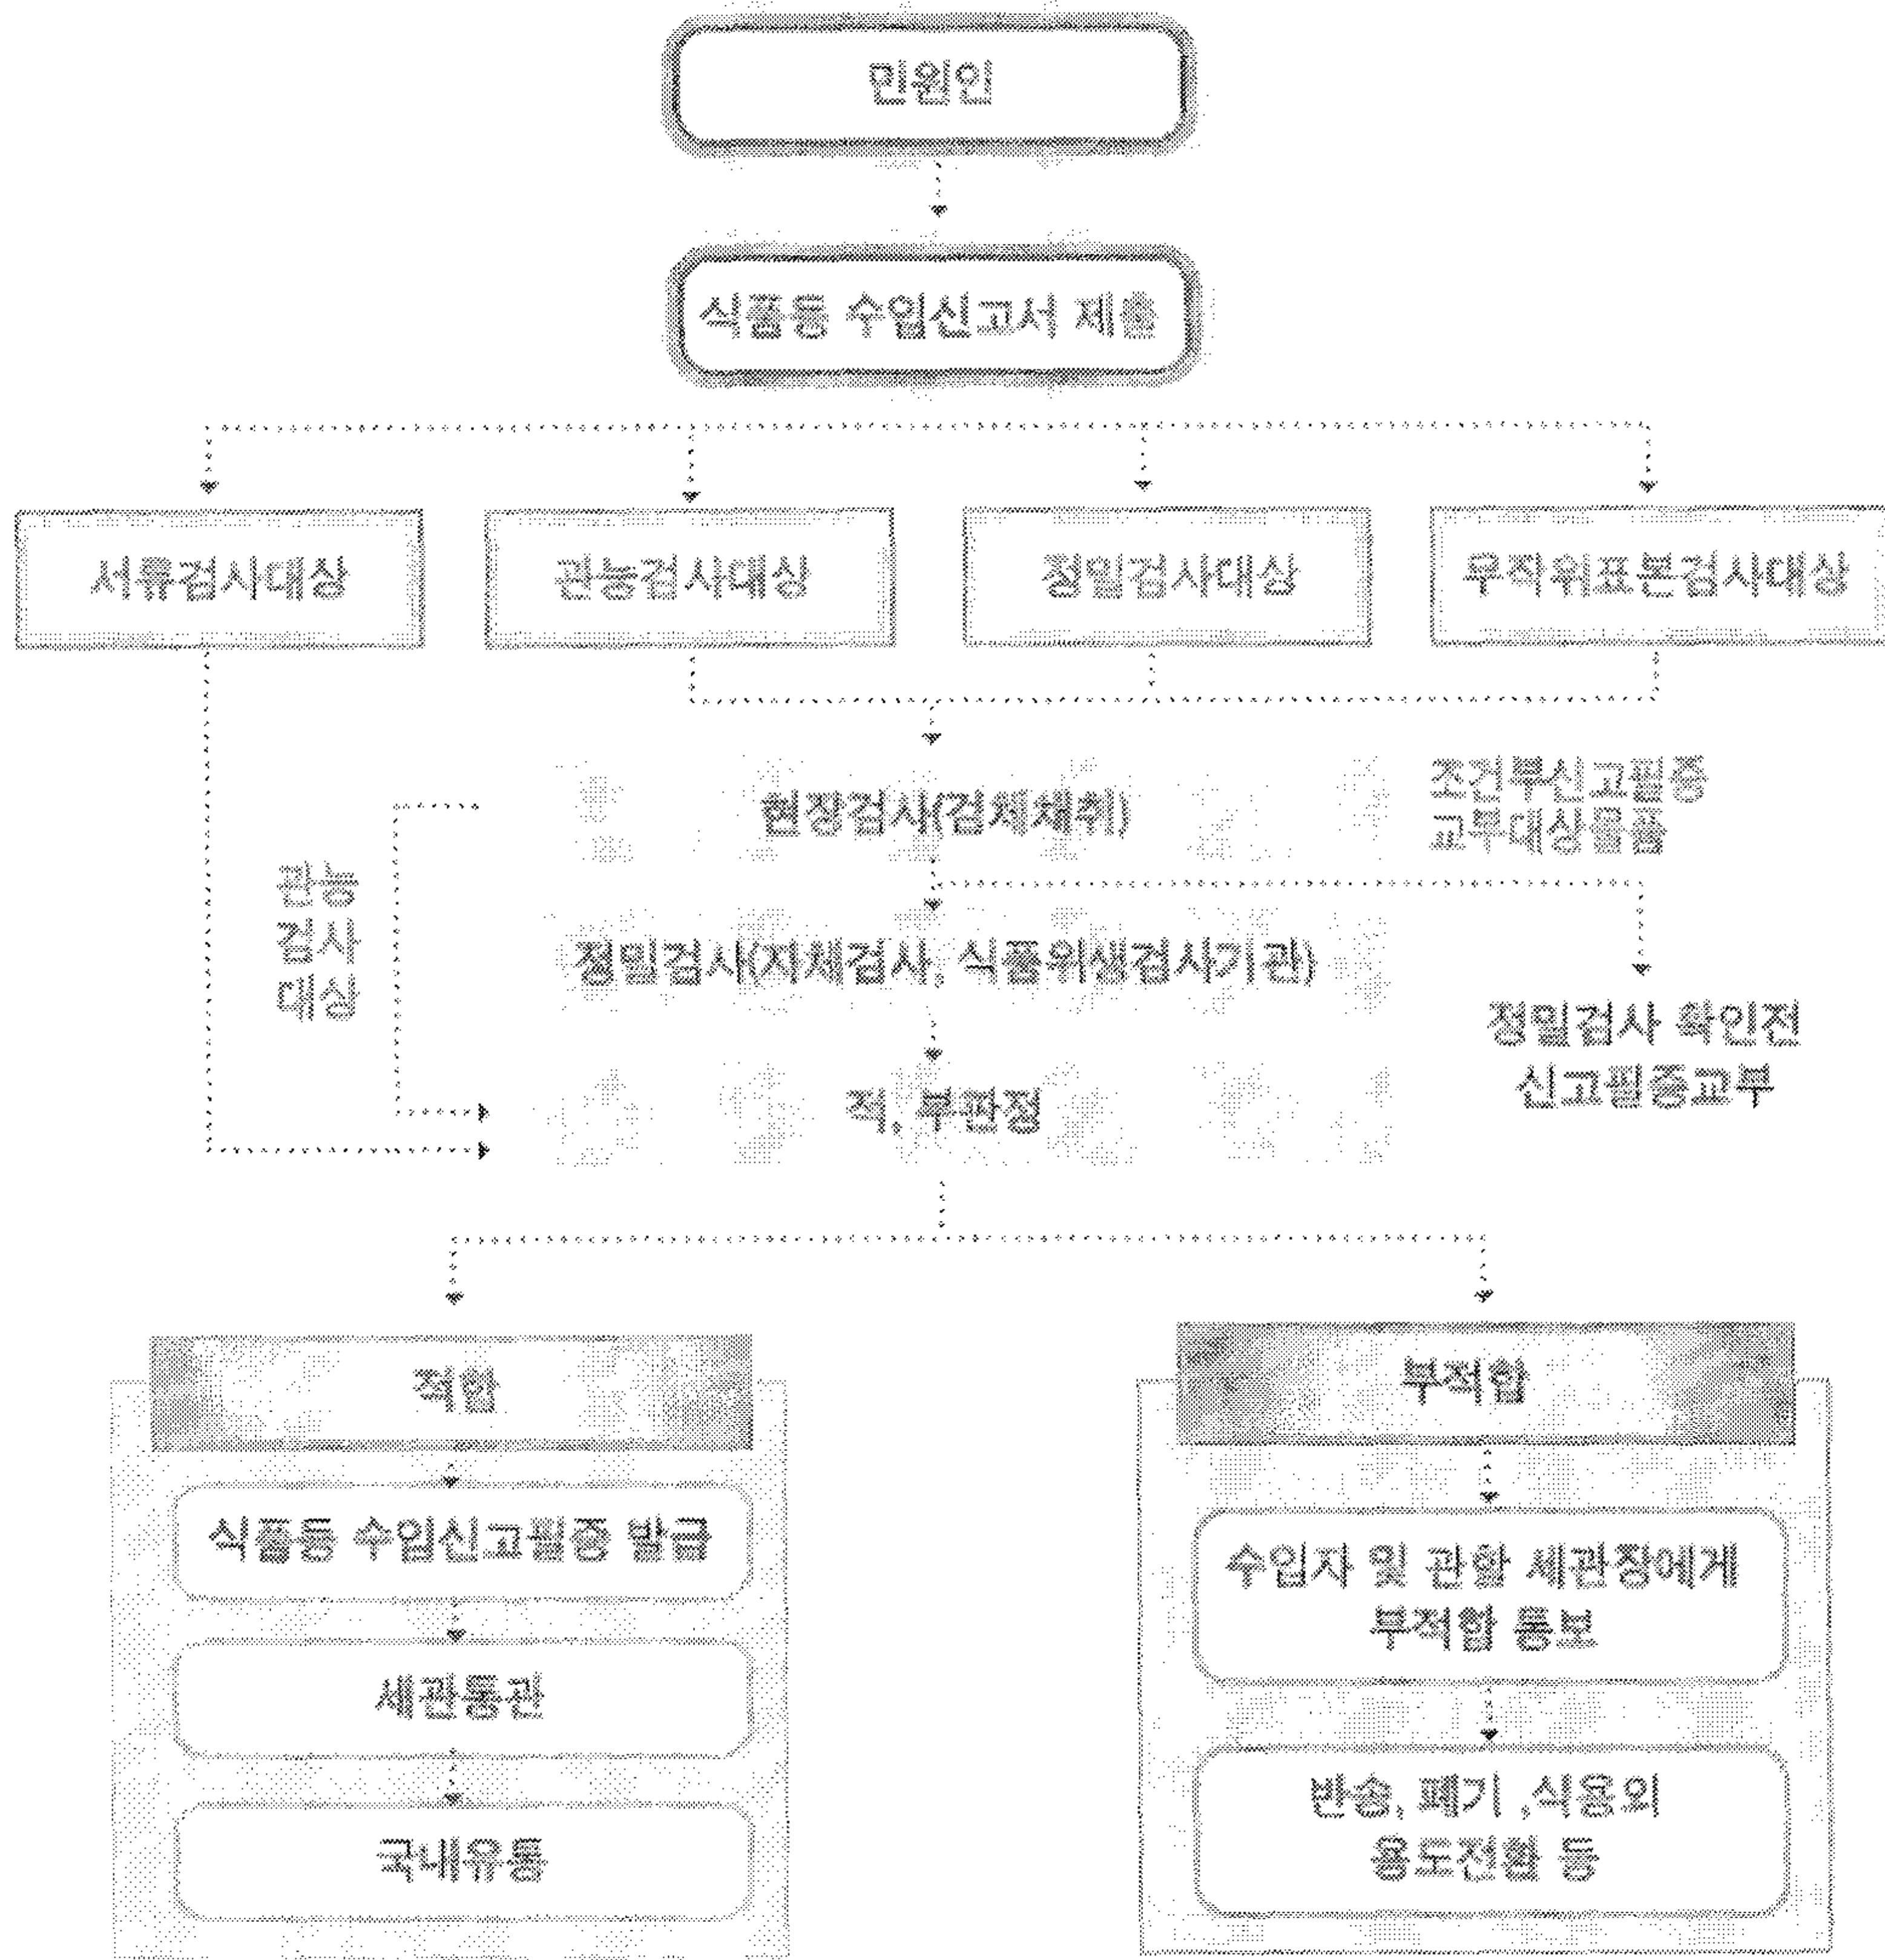 민원인
식품등 수입신고서 제출
서류검사대상
관능검사대상
정밀검사대상
무작위표본검사대상
현장검사(검체채취)
조건부신고필증
교부대상물품
관능
검사
대상
정밀검사(자체검사, 식품위생검사기관)
정밀검사 확인전
신고필증교부
적, 부판정
적합
식품등 수입신고필증 발급
세관통관
국내유통
부적합
수입자 및 관할 세관장에게
부적합 통보
반송, 폐기 ,식용외
용도전환 등